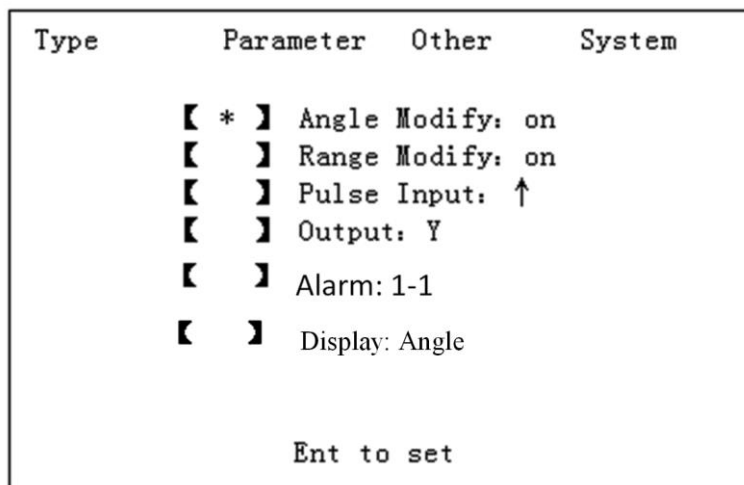 Type Parameter Other System
【 * 】 Angle Modify: on
【 】 Range Modify: on
【 】 Pulse Input: ↑
【 】 Output: Y
【 】 Alarm: 1-1
【 】 Display: Angle
Ent to set